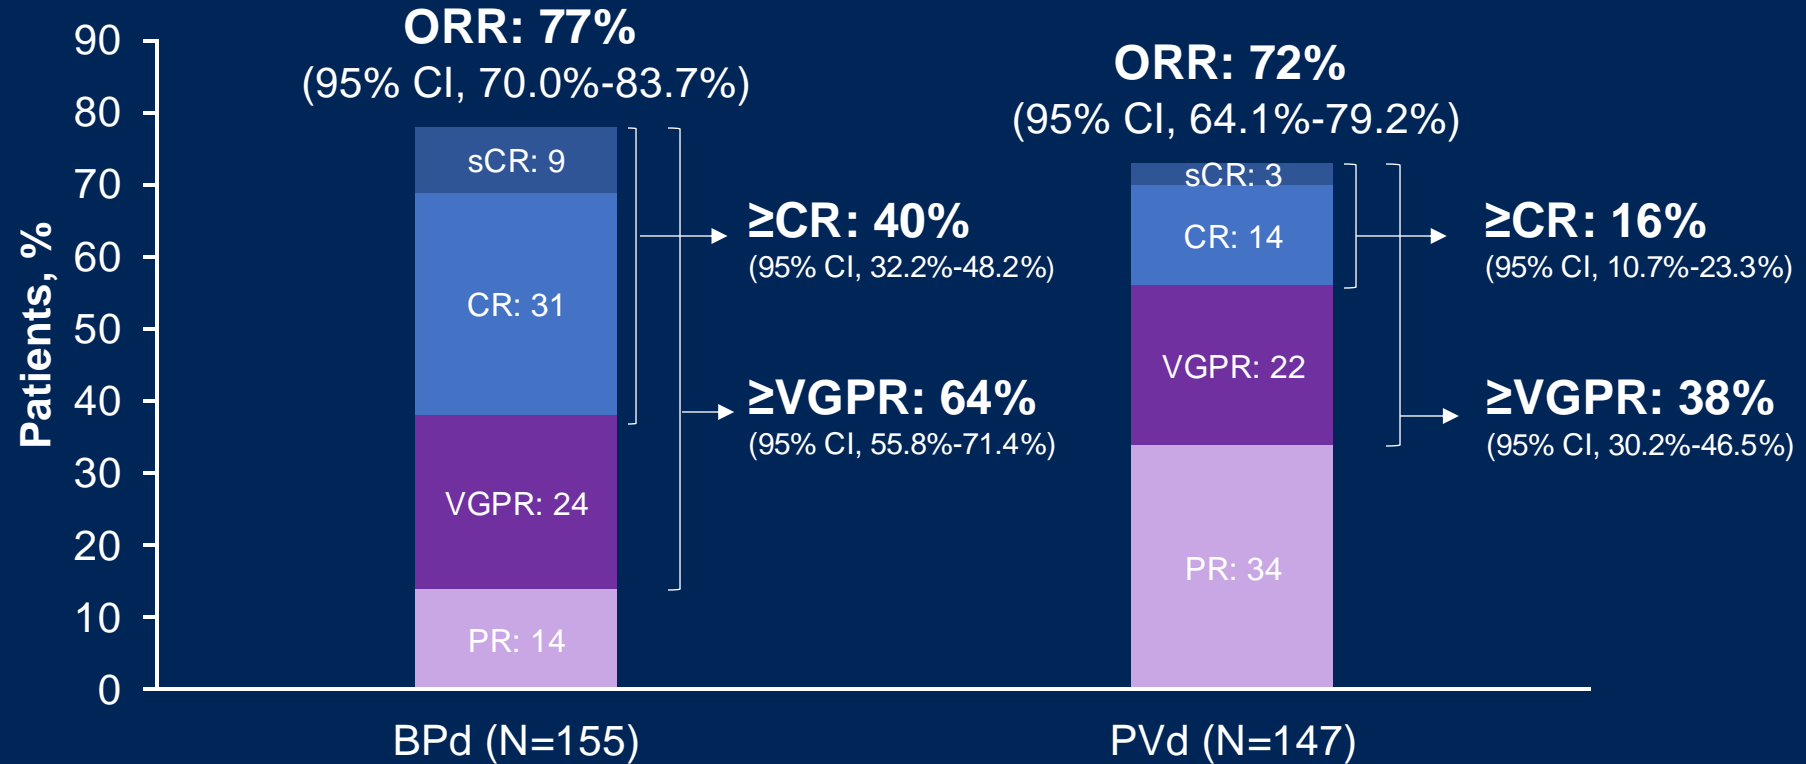 Patients, %
90
80
70
60
50
40
30
20
10
0
ORR: 77%
(95% CI, 70.0%-83.7%)
sCR: 9
CR: 31
VGPR: 24
PR: 14
≥CR: 40%
(95% CI, 32.2%-48.2%)
≥VGPR: 64%
(95% CI, 55.8%-71.4%)
BPd (N=155)
ORR: 72%
(95% CI, 64.1%-79.2%)
sCR: 3
CR: 14
VGPR: 22
PR: 34
≥CR: 16%
(95% CI, 10.7%-23.3%)
≥VGPR: 38%
(95% CI, 30.2%-46.5%)
PVd (N=147)